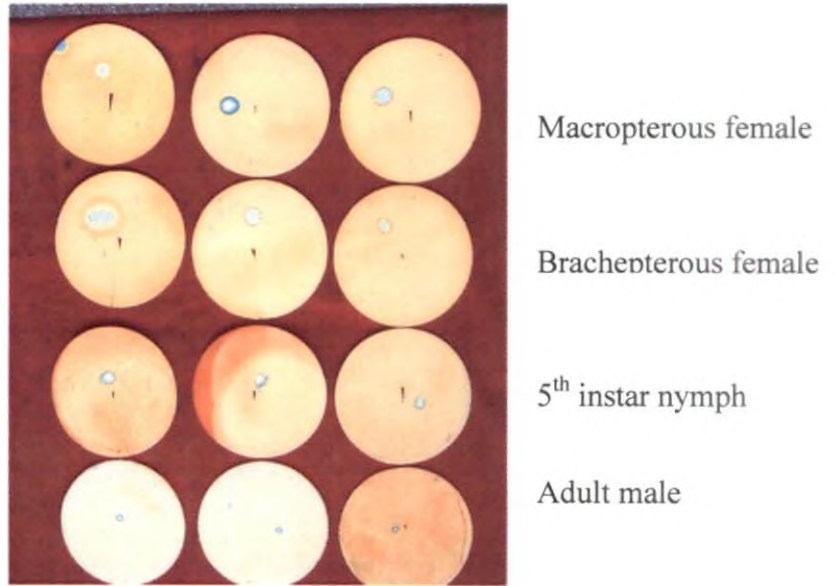 Macropterous female
Brachepterous female
5th instar nymph
Adult male